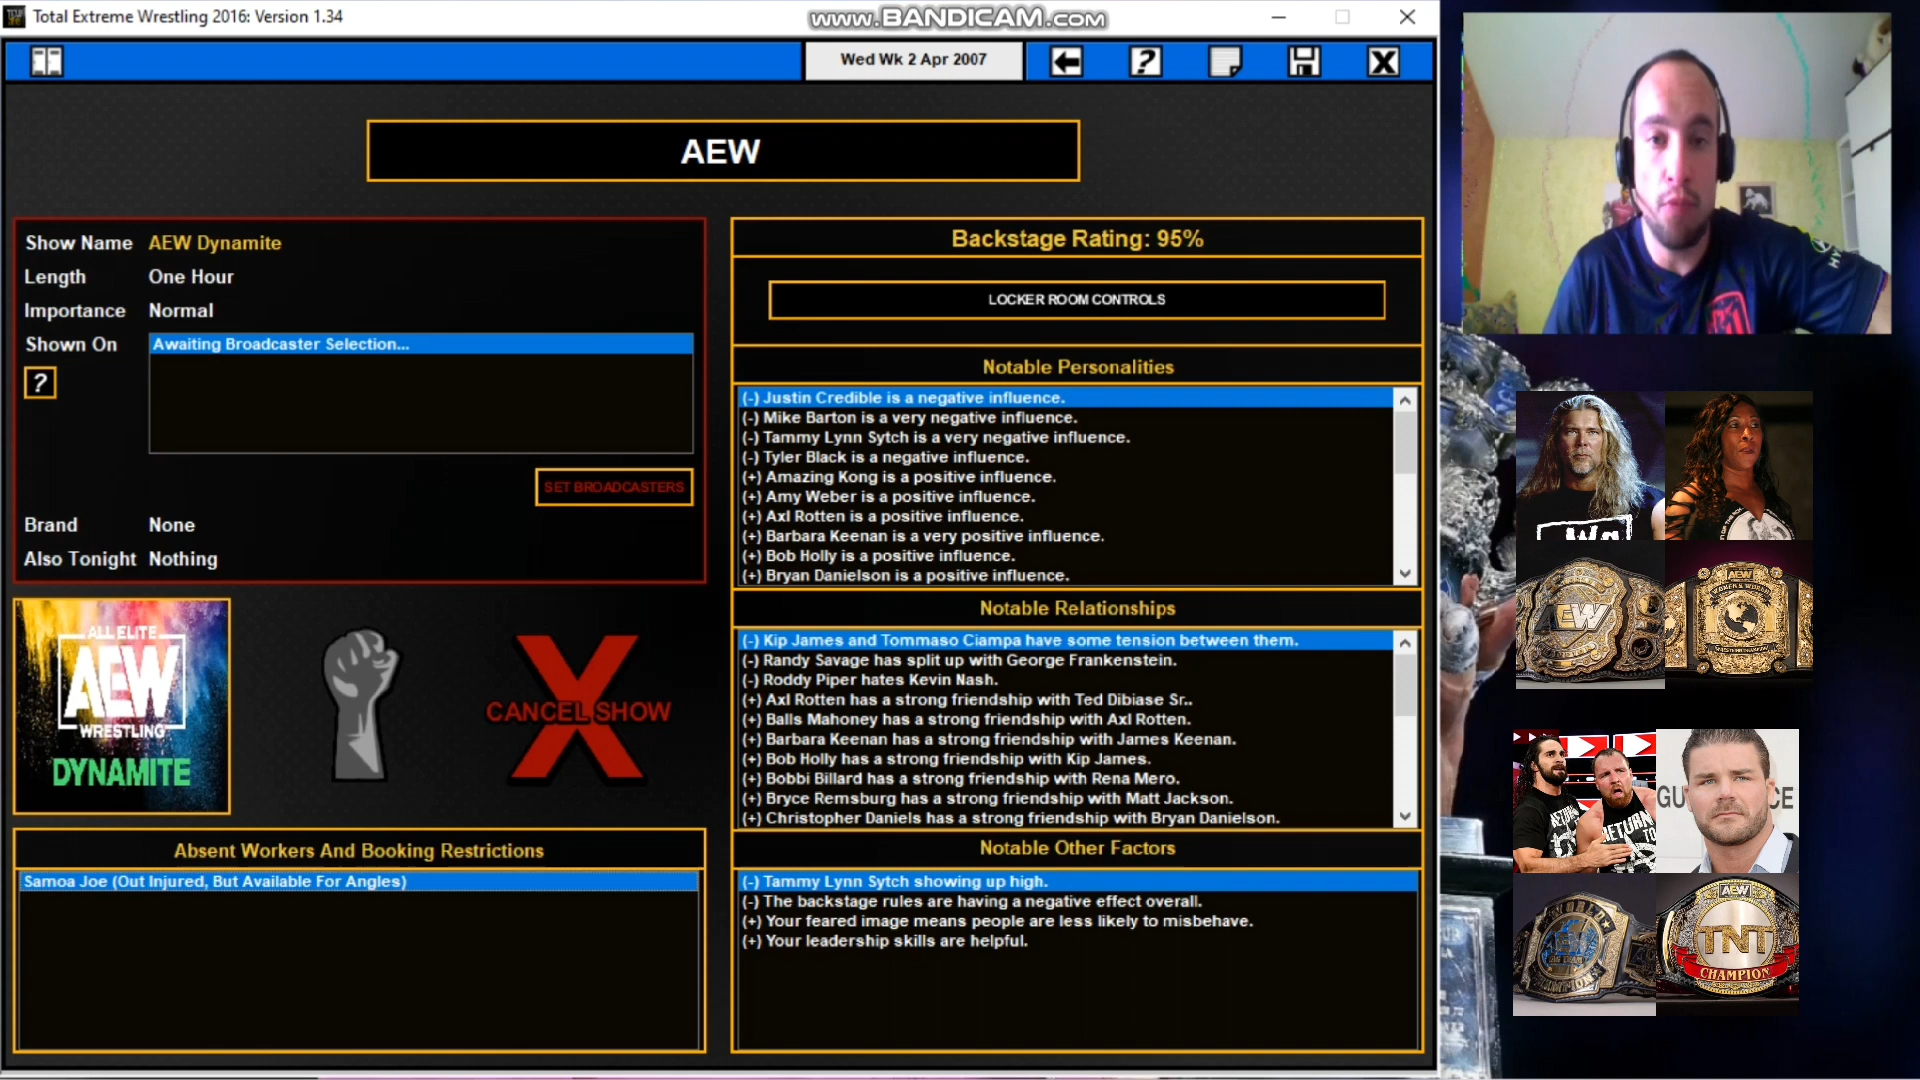 Total Extreme Wrestling 2016: Version 1.34
www.BANDICAM.com
Wed Wk 2 Apr 2007
AEW
Show Name AEW Dynamite
Length One Hour
Importance Normal
Shown On Awaiting Broadcaster Selection...
?
SET BROADCASTERS
Brand None
Also Tonight Nothing
ALL ELITE
AEW
WRESTLING
DYNAMITE
CANCEL SHOW
Absent Workers And Booking Restrictions
Samoa Joe (Out Injured, But Available For Angles)
Backstage Rating: 95%
LOCKER ROOM CONTROLS
Notable Personalities
(-) Justin Credible is a negative influence.
(-) Mike Barton is a very negative influence.
(-) Tammy Lynn Sytch is a very negative influence.
(-) Tyler Black is a negative influence.
(+) Amazing Kong is a positive influence.
(+) Amy Weber is a positive influence.
(+) Axl Rotten is a positive influence.
(+) Barbara Keenan is a very positive influence.
(+) Bob Holly is a positive influence.
(+) Bryan Danielson is a positive influence.
Notable Relationships
(-) Kip James and Tommaso Ciampa have some tension between them.
(-) Randy Savage has split up with George Frankenstein.
(-) Roddy Piper hates Kevin Nash.
(+) Axl Rotten has a strong friendship with Ted Dibiase Sr..
(+) Balls Mahoney has a strong friendship with Axl Rotten.
(+) Barbara Keenan has a strong friendship with James Keenan.
(+) Bob Holly has a strong friendship with Kip James.
(+) Bobbi Billard has a strong friendship with Rena Mero.
(+) Bryce Remsburg has a strong friendship with Matt Jackson.
(+) Christopher Daniels has a strong friendship with Bryan Danielson.
Notable Other Factors
(-) Tammy Lynn Sytch showing up high.
(-) The backstage rules are having a negative effect overall.
(+) Your feared image means people are less likely to misbehave.
(+) Your leadership skills are helpful.
AEW
AEW
GU CE
AEW
TNT
CHAMPION